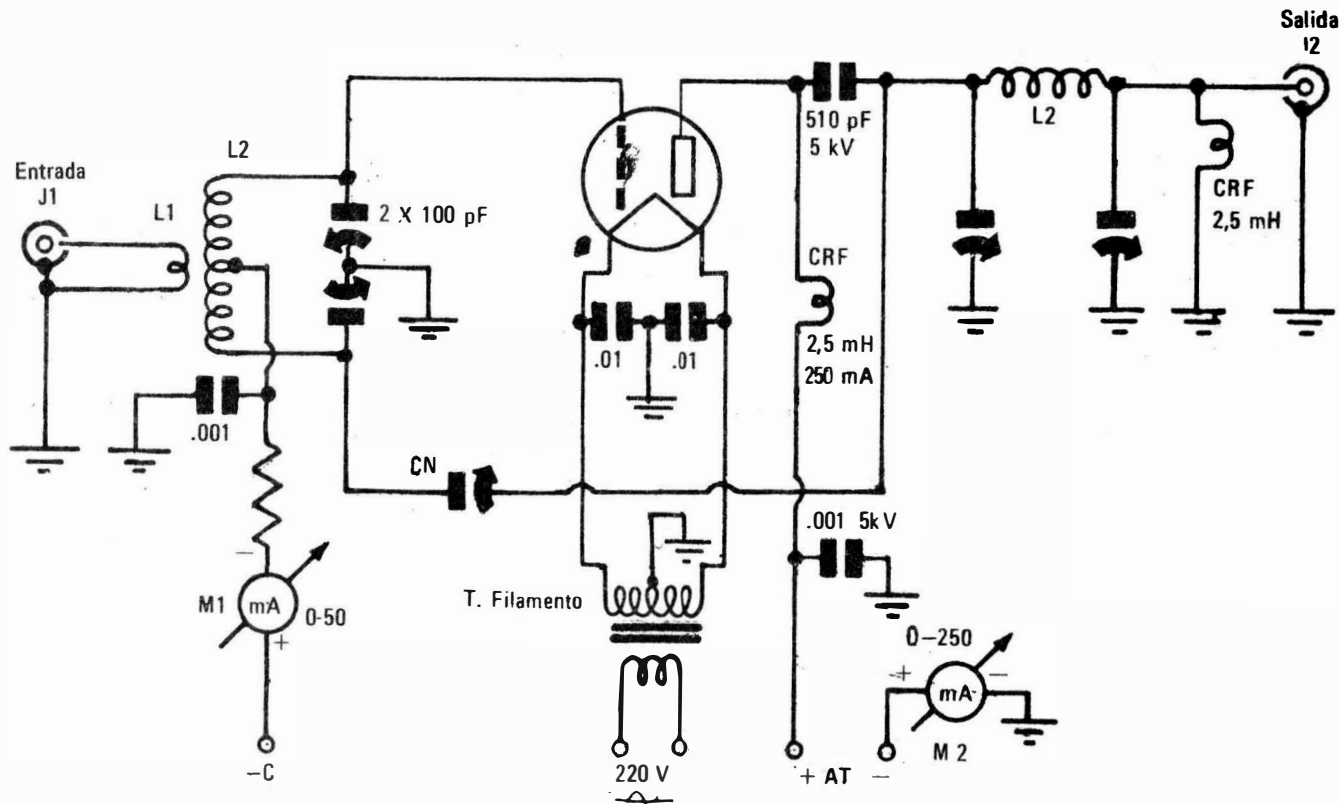 Salida
I2
Entrada
J1
L1
L2
2 X 100 pF
510 pF
5 kV
L2
CRF
2,5 mH
CRF
2,5 mH
250 mA
.01
.01
.001
CN
.001 5kV
−
M1
mA
0-50
+
−C
T. Filamento
220 V
0-250
+
mA
−
M 2
+ AT −